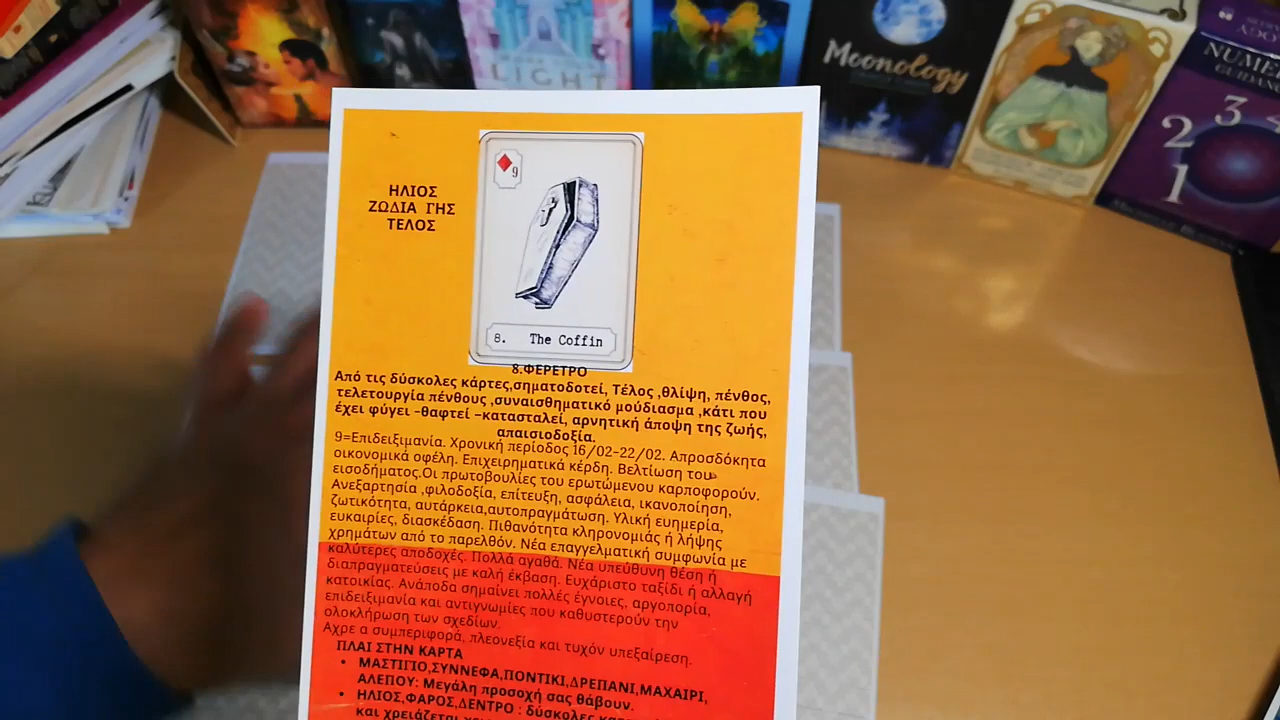 LIGHT
Moonology
NUME
GUIDANC
3
2
1
ΗΛΙΟΣ
ΖΩΔΙΑ ΓΗΣ
ΤΕΛΟΣ
9
8. The Coffin
8.ΦΕΡΕΤΡΟ
Από τις δύσκολες κάρτες,σηματοδοτεί, Τέλος ,θλίψη, πένθος,
τελετουργία πένθους ,συναισθηματικό μούδιασμα ,κάτι που
έχει φύγει –θαφτεί –κατασταλεί, αρνητική άποψη της ζωής,
απαισιοδοξία.
9=Επιδειξιμανία. Χρονική περίοδος 16/02-22/02. Απροσδόκητα
οικονομικά οφέλη. Επιχειρηματικά κέρδη. Βελτίωση του
εισοδήματος.Οι πρωτοβουλίες του ερωτώμενου καρποφορούν.
Ανεξαρτησία ,φιλοδοξία, επίτευξη, ασφάλεια, ικανοποίηση,
ζωτικότητα, αυτάρκεια,αυτοπραγμάτωση. Υλική ευημερία,
ευκαιρίες, διασκέδαση. Πιθανότητα κληρονομιάς ή λήψης
χρημάτων από το παρελθόν. Νέα επαγγελματική συμφωνία με
καλύτερες αποδοχές. Πολλά αγαθά. Νέα υπεύθυνη θέση ή
διαπραγματεύσεις με καλή έκβαση. Ευχάριστο ταξίδι ή αλλαγή
κατοικίας. Ανάποδα σημαίνει πολλές έγνοιες, αργοπορία,
επιδειξιμανία και αντιγνωμίες που καθυστερούν την
ολοκλήρωση των σχεδίων.
Αχρε α συμπεριφορά, πλεονεξία και τυχόν υπεξαίρεση.
ΠΛΑΙ ΣΤΗΝ ΚΑΡΤΑ
• ΜΑΣΤΙΓΙΟ,ΣΥΝΝΕΦΑ,ΠΟΝΤΙΚΙ,ΔΡΕΠΑΝΙ,ΜΑΧΑΙΡΙ,
ΑΛΕΠΟΥ: Μεγάλη προσοχή σας θάβουν.
• ΗΛΙΟΣ,ΦΑΡΟΣ,ΔΕΝΤΡΟ : δύσκολες
και χρειάζεται